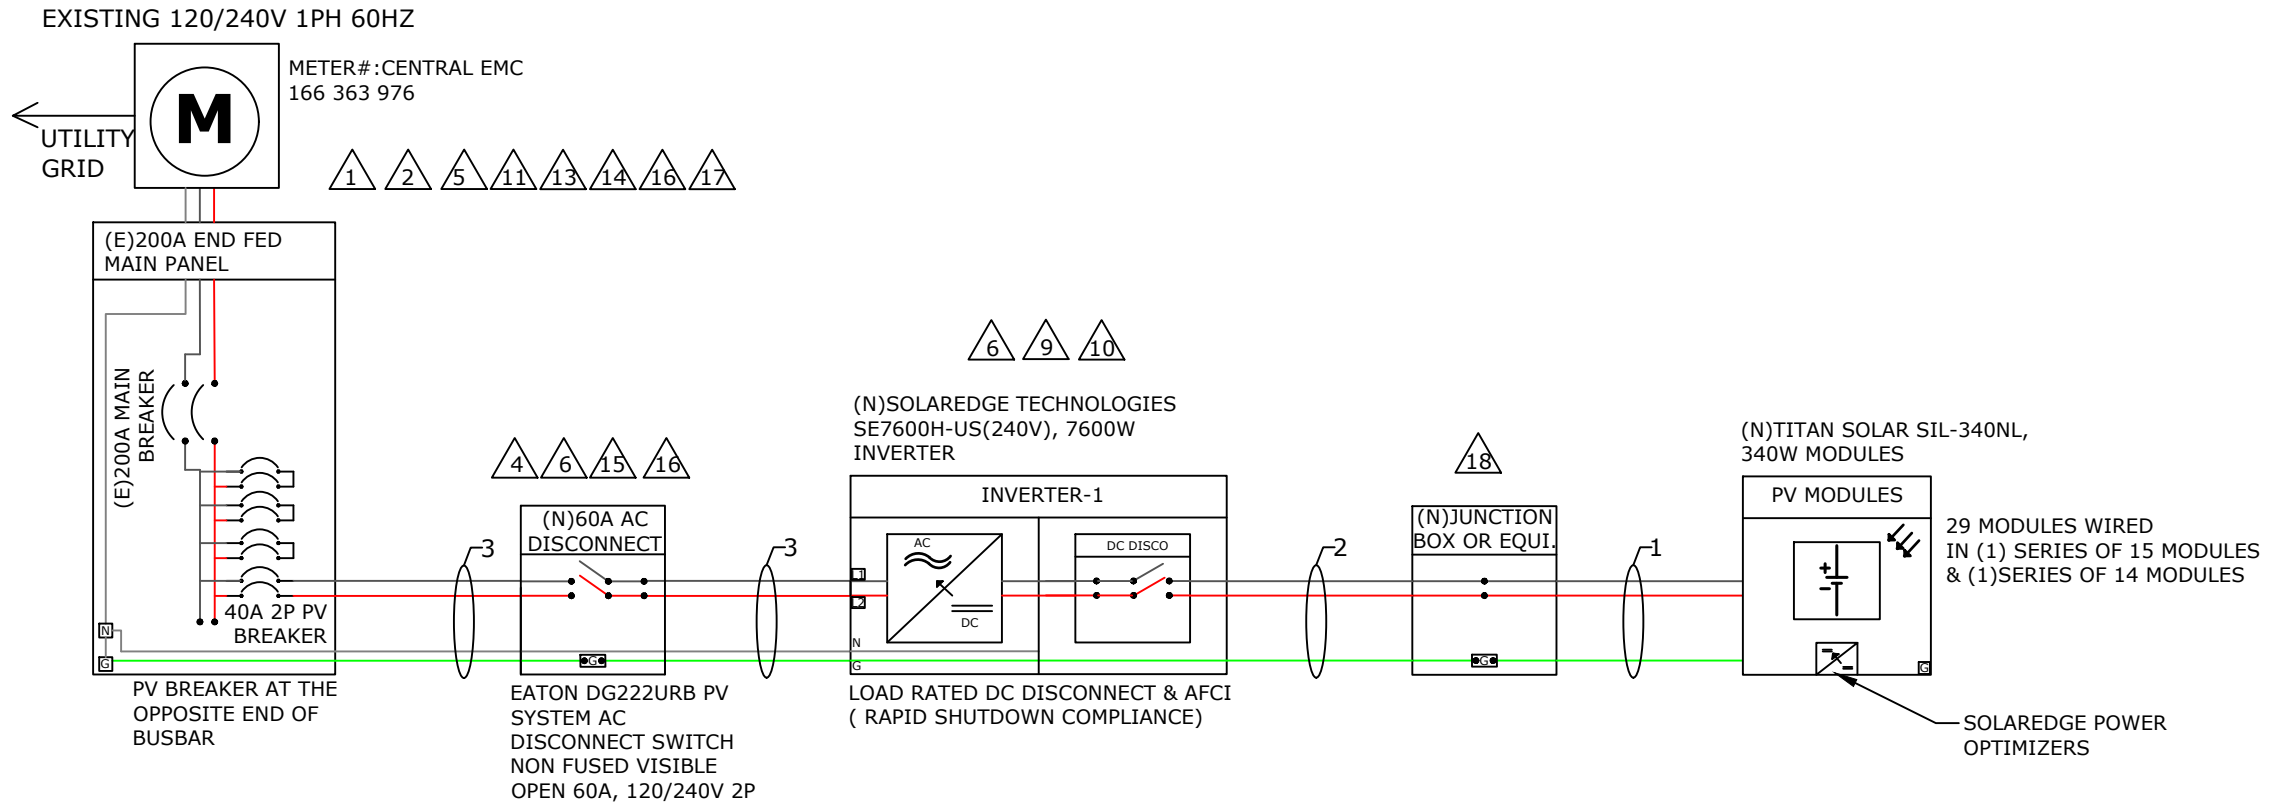 EXISTING 120/240V 1PH 60HZ
METER#:CENTRAL EMC
166 363 976
M
UTILITY
GRID
1 2 5 11 13 14 16 17
(E)200A END FED
MAIN PANEL
(E)200A MAIN
BREAKER
40A 2P PV
BREAKER
N
G
PV BREAKER AT THE
OPPOSITE END OF
BUSBAR
4 6 15 16
3
(N)60A AC
DISCONNECT
G
EATON DG222URB PV
SYSTEM AC
DISCONNECT SWITCH
NON FUSED VISIBLE
OPEN 60A, 120/240V 2P
3
6 9 10
(N)SOLAREDGE TECHNOLOGIES
SE7600H-US(240V), 7600W
INVERTER
INVERTER-1
AC
DC
DC DISCO
L1
L2
N
G
LOAD RATED DC DISCONNECT & AFCI
( RAPID SHUTDOWN COMPLIANCE)
2
18
(N)JUNCTION
BOX OR EQUI.
G
1
(N)TITAN SOLAR SIL-340NL,
340W MODULES
PV MODULES
G
29 MODULES WIRED
IN (1) SERIES OF 15 MODULES
& (1)SERIES OF 14 MODULES
SOLAREDGE POWER
OPTIMIZERS